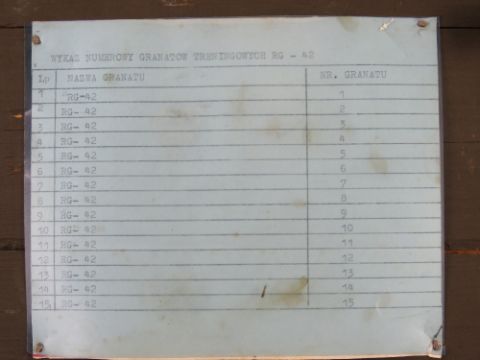 WYKAZ NUMEROWY GRANATÓW TRENINGOWYCH RG - 42
Lp NAZWA GRANATU NR. GRANATU
1 RG-42 1
2 RG- 42 2
3 RG- 42 3
4 RG- 42 4
5 RG- 42 5
6 RG- 42 6
7 RG- 42 7
8 RG- 42 8
9 RG- 42 9
10 RG- 42 10
11 RG- 42 11
12 RG- 42 12
13 RG- 42 13
14 RG- 42 14
15 RG- 42 15